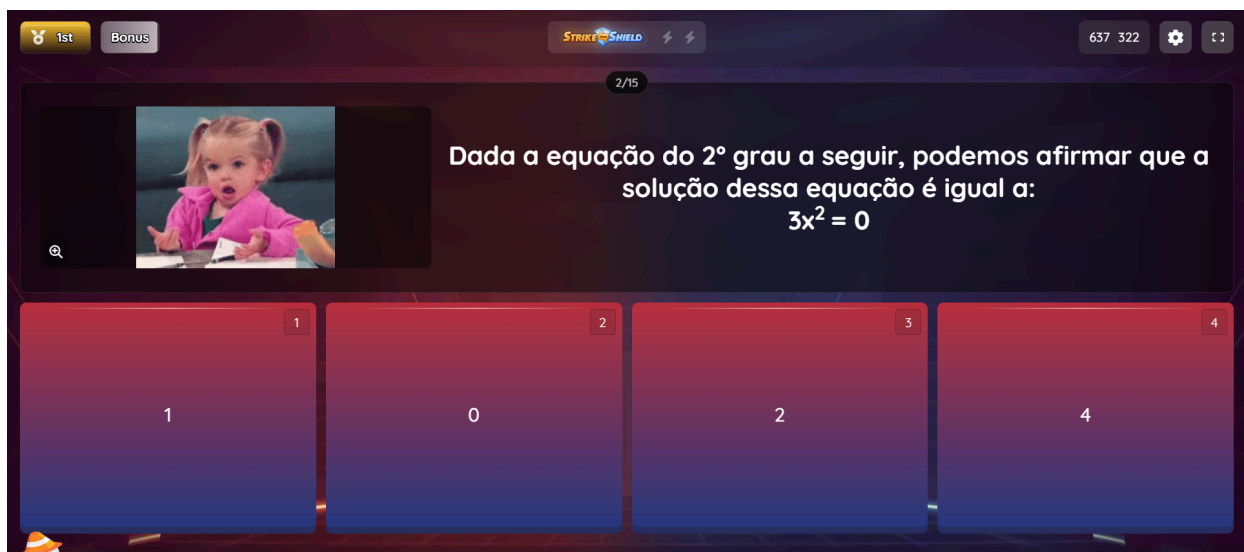 1st Bonus STRIKE SHIELD 637 322
2/15
Dada a equação do 2º grau a seguir, podemos afirmar que a
solução dessa equação é igual a:
3x² = 0
1 2 3 4
1 0 2 4